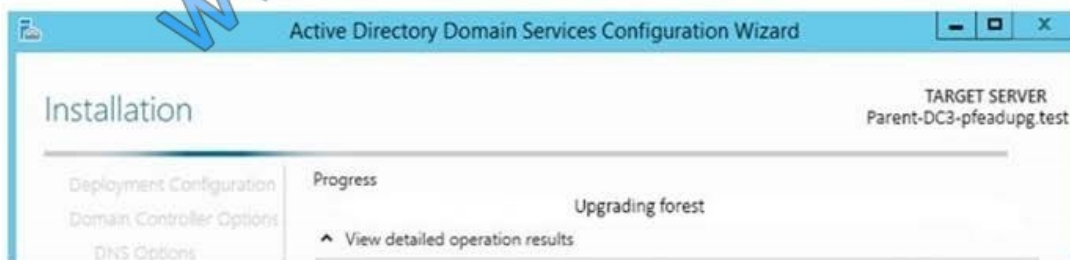 Active Directory Domain Services Configuration Wizard
Installation
TARGET SERVER
Parent-DC3-pfeadupg.test
Deployment Configuration
Domain Controller Options
DNS Options
Progress
Upgrading forest
View detailed operation results